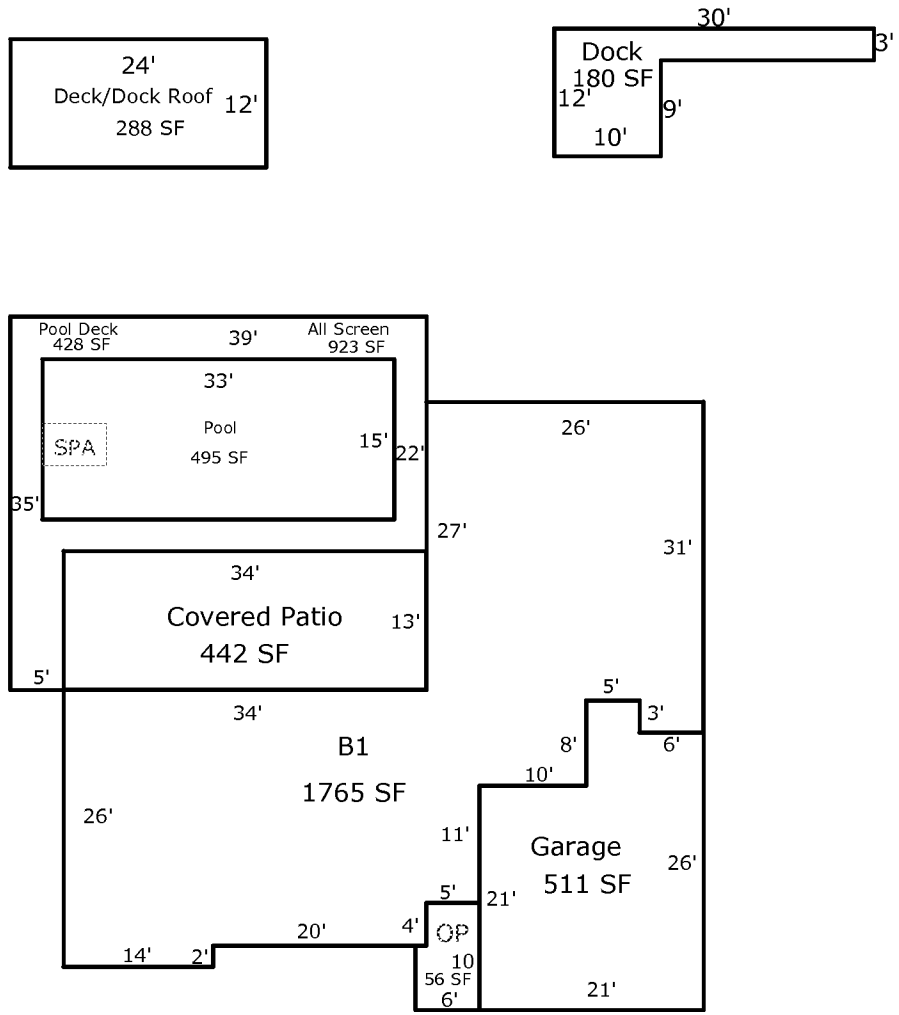 30'
Dock
3'
24'
180 SF
Deck/Dock Roof
12'
12'
9'
288 SF
10'
Pool Deck
39'
All Screen
428 SF
923 SF
33'
26'
Pool
15'
SPA
22'
495 SF
35'
27'
31'
34'
Covered Patio
13'
442 SF
5'
5'
34'
3'
B1
8'
6'
10'
1765 SF
26'
11'
Garage
26'
511 SF
5'
21'
4'
20'
OP
14'
2'
10
56 SF
6'
21'